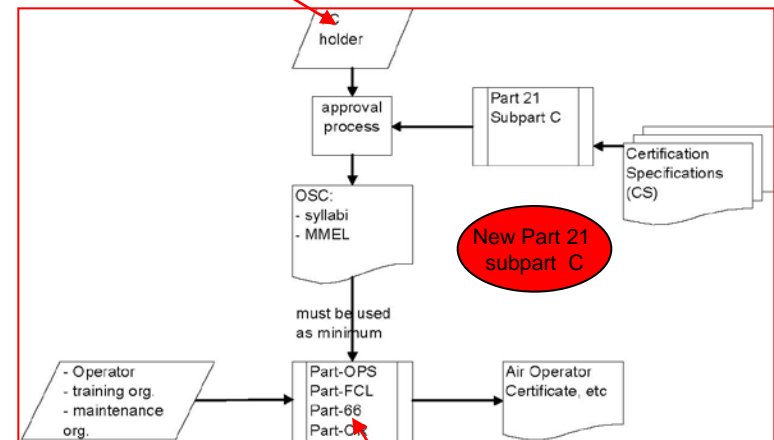 holder
approval
process
Part 21
Subpart C
Certification
Specifications
(CS)
OSC:
- syllabi
- MMEL
New Part 21
subpart C
must be used
as minimum
- Operator
- training org.
- maintenance
org.
Part-OPS
Part-FCL
Part-66
Air Operator
Certificate, etc